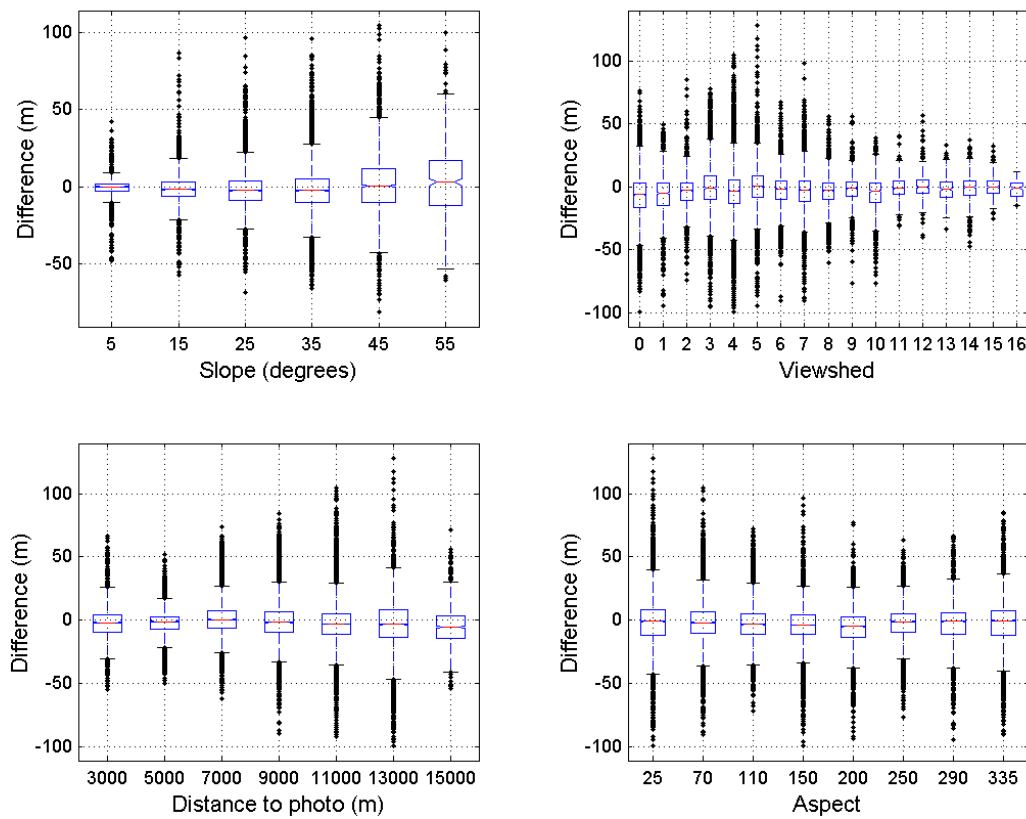 100
50
0
-50
Difference (m)
5 15 25 35 45 55
Slope (degrees)
100
50
0
-50
-100
Difference (m)
0 1 2 3 4 5 6 7 8 9 10 11 12 13 14 15 16
Viewshed
100
50
0
-50
-100
Difference (m)
3000 5000 7000 9000 11000 13000 15000
Distance to photo (m)
100
50
0
-50
-100
Difference (m)
25 70 110 150 200 250 290 335
Aspect